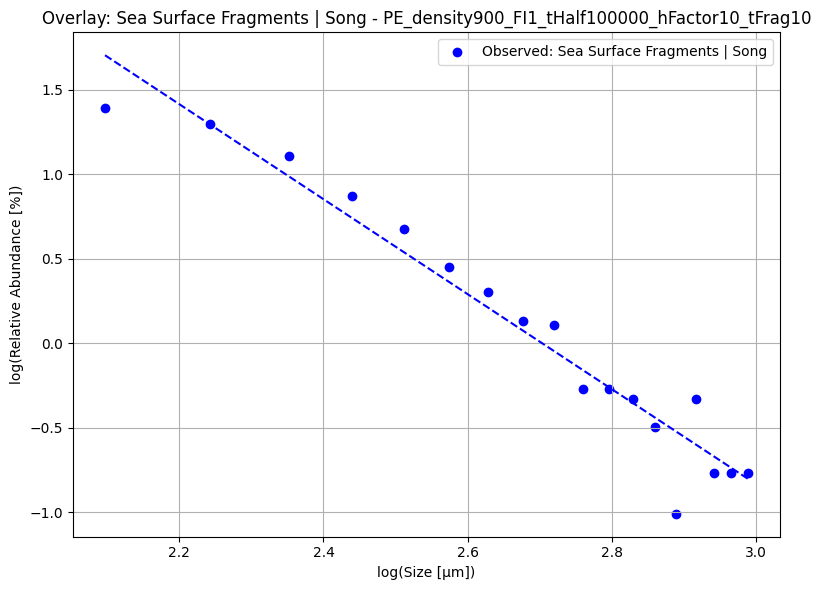 Overlay: Sea Surface Fragments | Song - PE_density900_FI1_tHalf100000_hFactor10_tFrag10
Observed: Sea Surface Fragments | Song
log(Relative Abundance [%])
1.5
1.0
0.5
0.0
−0.5
−1.0
2.2 2.4 2.6 2.8 3.0
log(Size [µm])